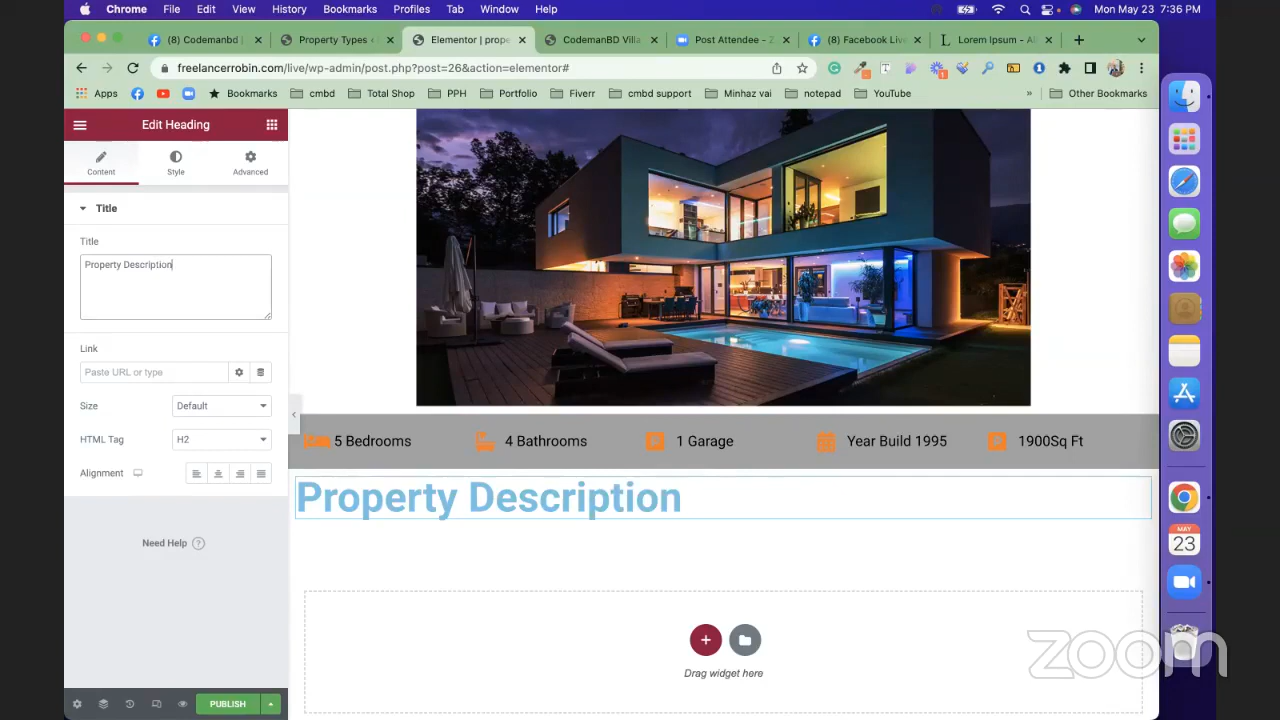 Chrome File Edit View History Bookmarks Profiles Tab Window Help Mon May 23 7:36 PM
(8) Codemanbd | Property Types ‹ Elementor | prope CodemanBD Villa Post Attendee - Z (8) Facebook Live Lorem Ipsum - Al
freelancerrobin.com/live/wp-admin/post.php?post=26&action=elementor#
Apps Bookmarks cmbd Total Shop PPH Portfolio Fiverr cmbd support Minhaz vai notepad YouTube » Other Bookmarks
Edit Heading
Content Style Advanced
Title
Title
Property Description
Link
Paste URL or type
Size Default
HTML Tag H2
Alignment
Need Help ?
PUBLISH
5 Bedrooms 4 Bathrooms 1 Garage Year Build 1995 1900Sq Ft
Property Description
Drag widget here
MAY
23
zoom